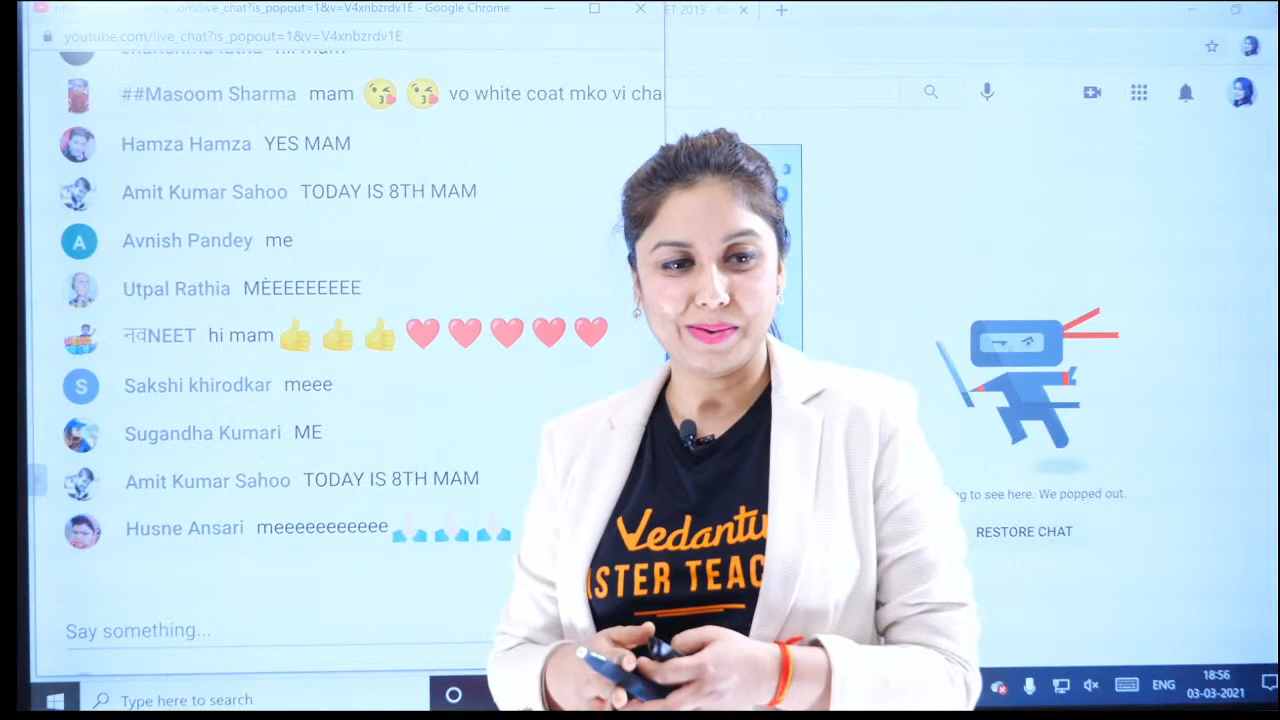 youtube.com/live_chat?is_popout=1&v=V4xnbzrdv1E - Google Chrome
ET 2013 - C
youtube.com/live_chat?is_popout=1&v=V4xnbzrdv1E
##Masoom Sharma mam 😘 😘 vo white coat mko vi cha
Hamza Hamza YES MAM
Amit Kumar Sahoo TODAY IS 8TH MAM
Avnish Pandey me
Utpal Rathia MÈEEEEEEEE
नवNEET hi mam 👍 👍 👍 ❤️ ❤️ ❤️ ❤️ ❤️
Sakshi khirodkar meee
Sugandha Kumari ME
Amit Kumar Sahoo TODAY IS 8TH MAM
Husne Ansari meeeeeeeeeee
A
S
Say something...
ng to see here. We popped out.
RESTORE CHAT
Vedantu
ASTER TEAC
Type here to search
ENG
18:56
03-03-2021